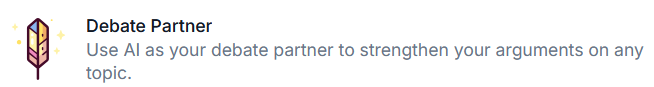 Debate Partner
Use AI as your debate partner to strengthen your arguments on any
topic.